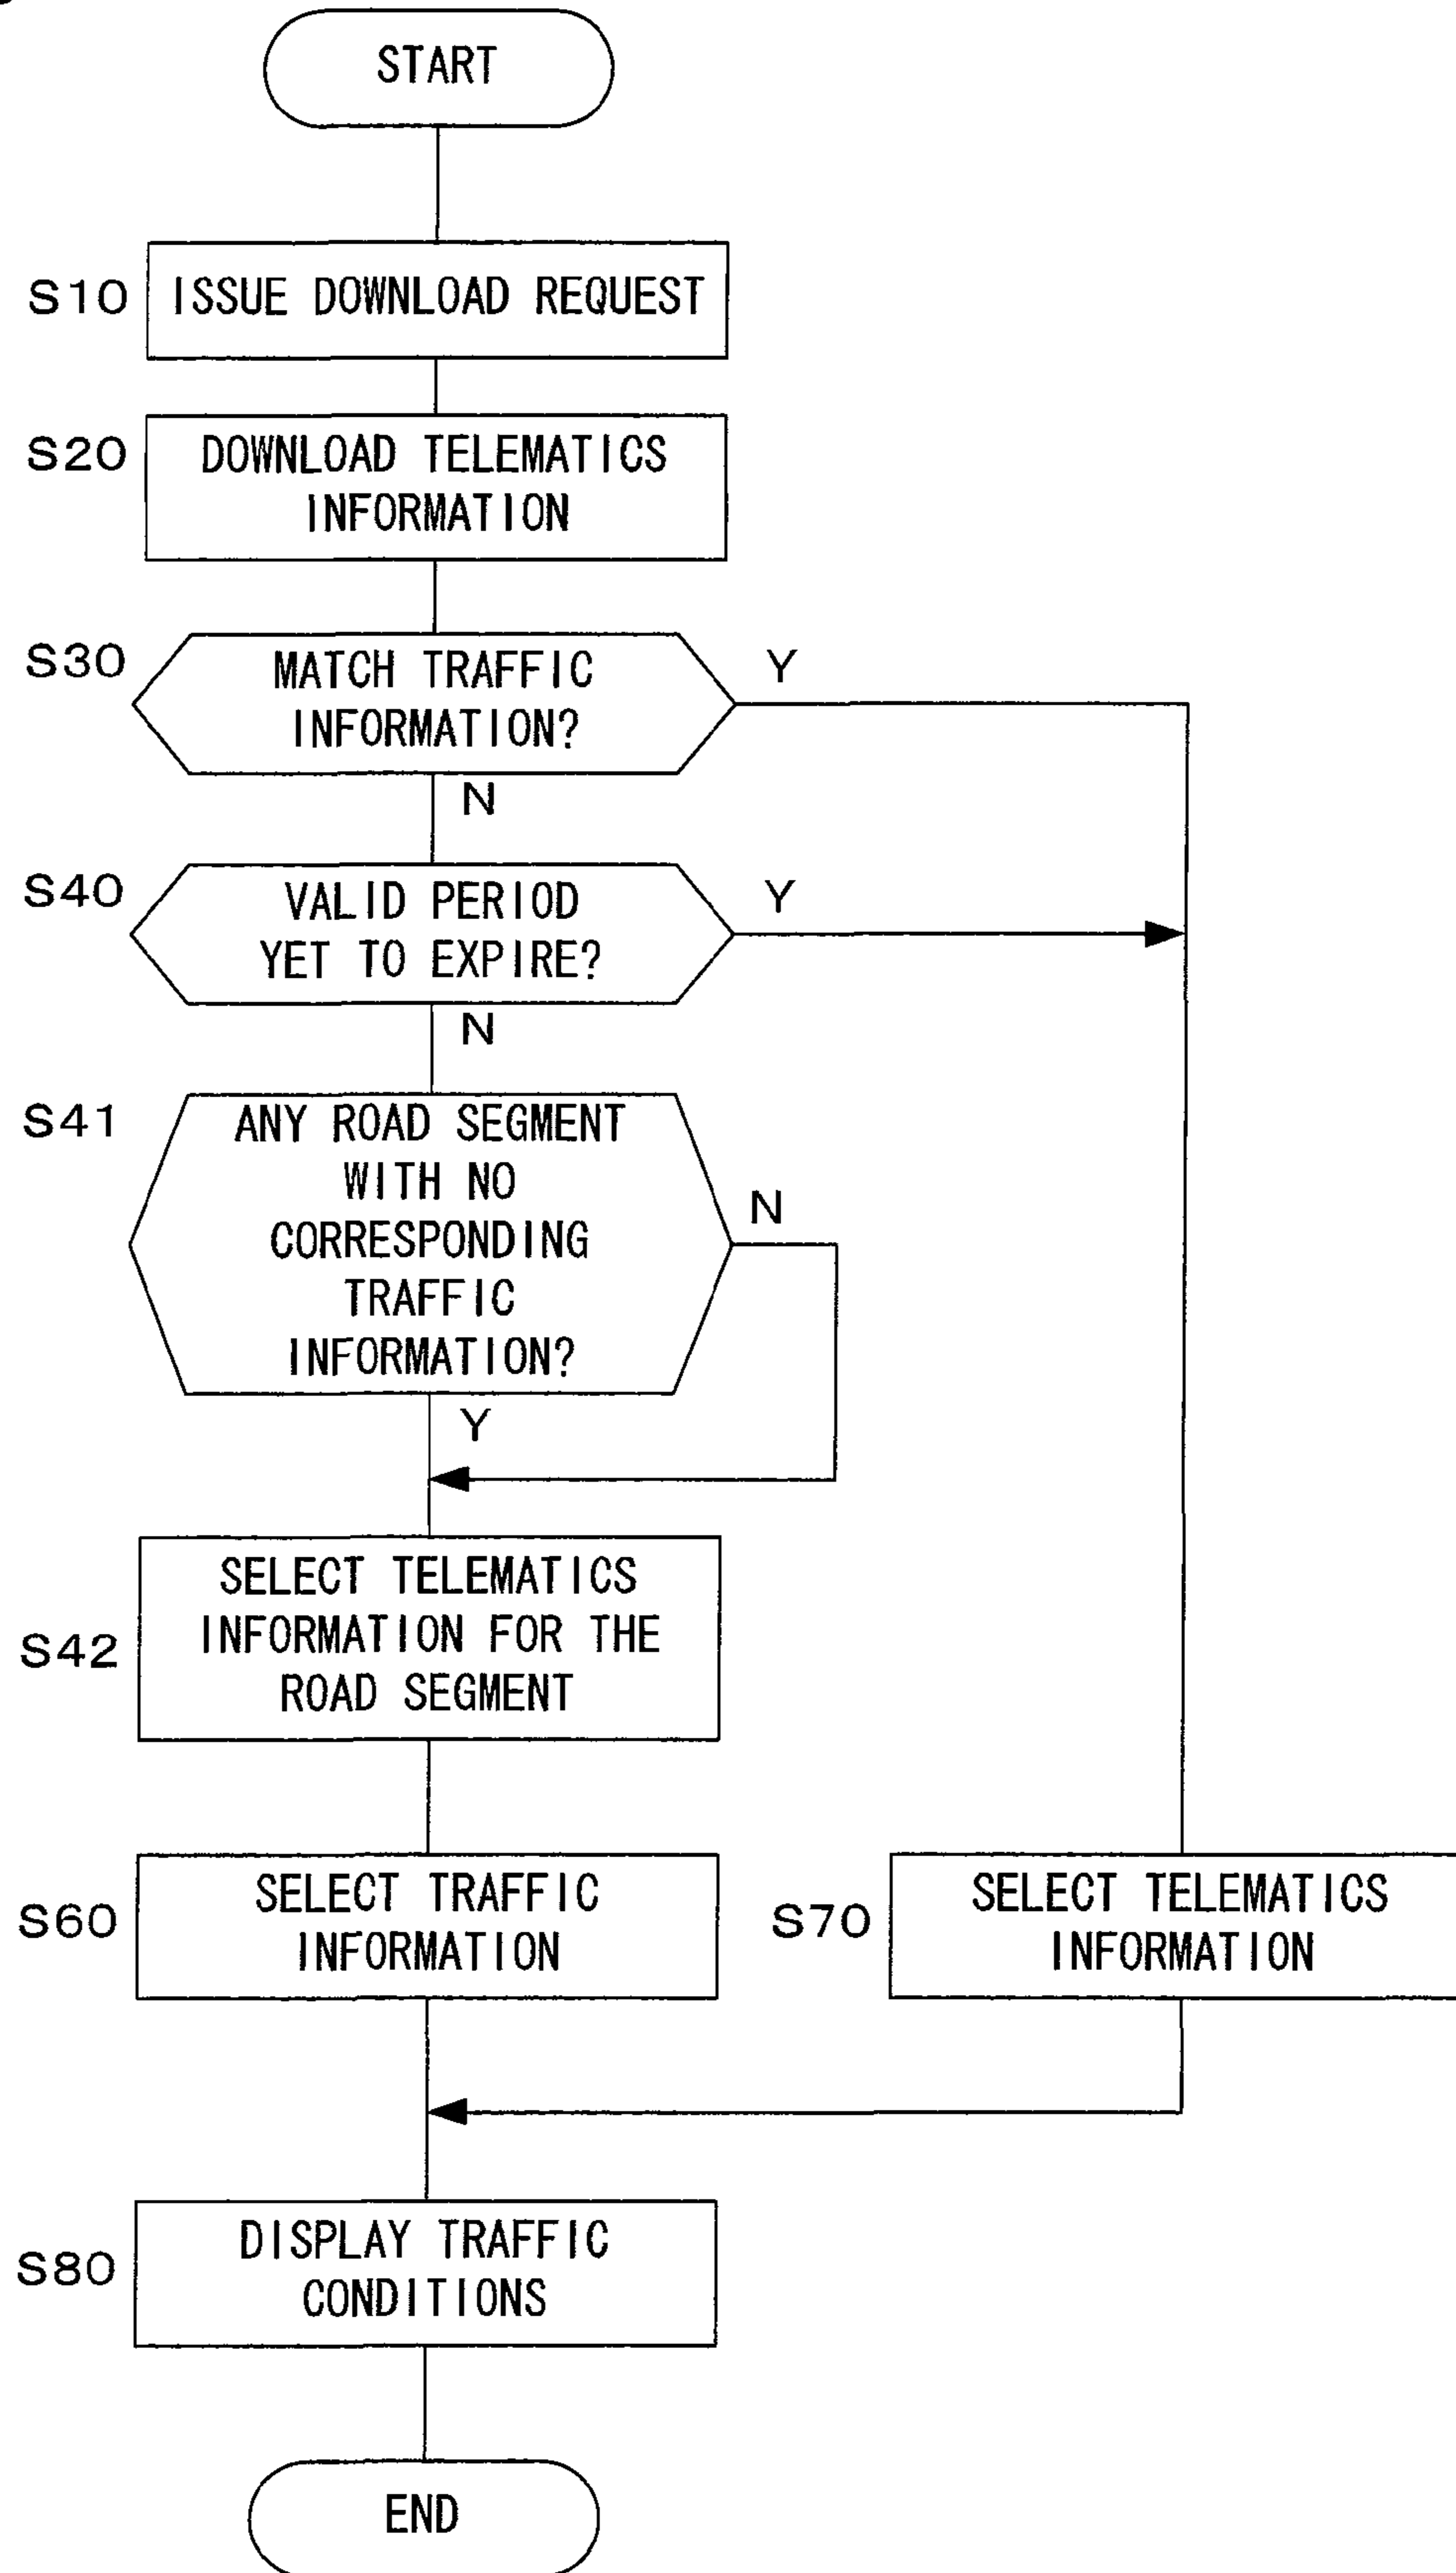 START
S10
ISSUE DOWNLOAD REQUEST
S20
DOWNLOAD TELEMATICS
INFORMATION
S30
MATCH TRAFFIC
INFORMATION?
Y
N
S40
VALID PERIOD
YET TO EXPIRE?
Y
N
S41
ANY ROAD SEGMENT
WITH NO
CORRESPONDING
TRAFFIC
INFORMATION?
N
Y
S42
SELECT TELEMATICS
INFORMATION FOR THE
ROAD SEGMENT
S60
SELECT TRAFFIC
INFORMATION
S70
SELECT TELEMATICS
INFORMATION
S80
DISPLAY TRAFFIC
CONDITIONS
END